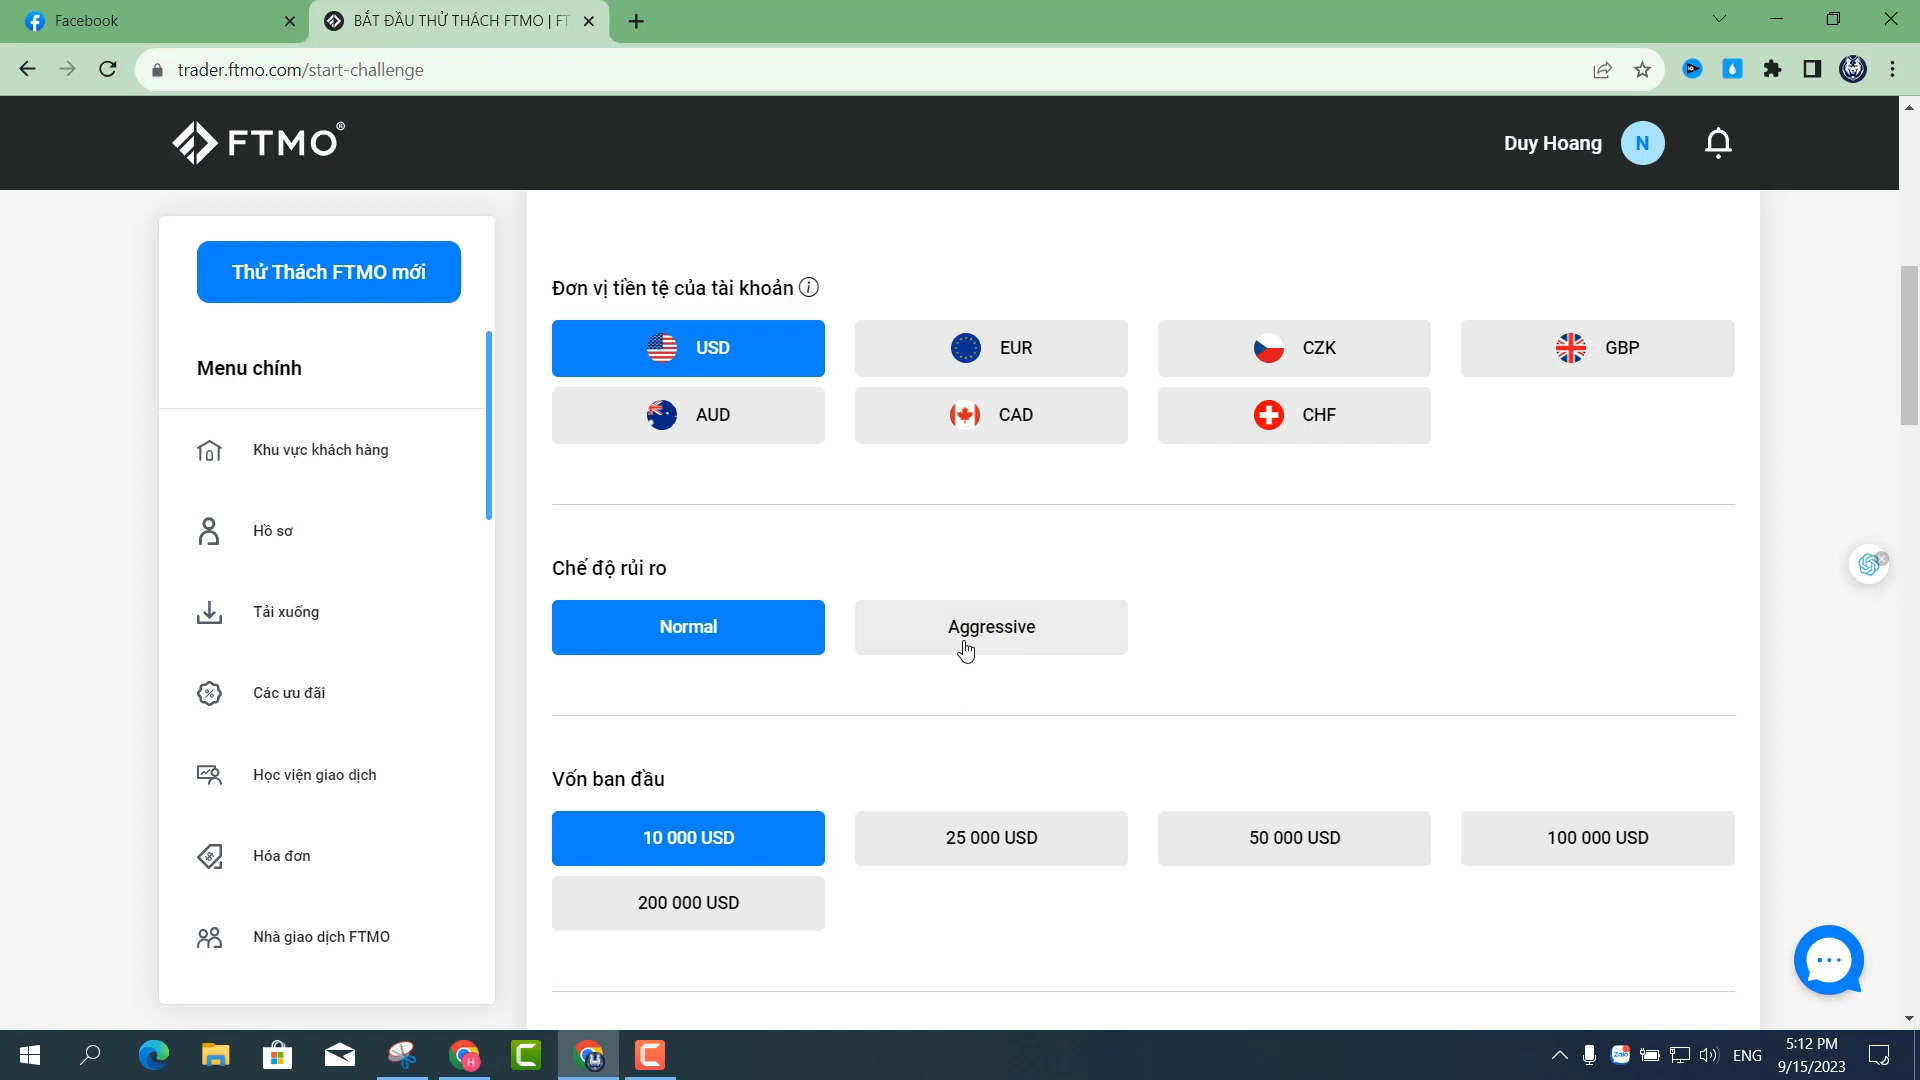 Facebook
BẮT ĐẦU THỬ THÁCH FTMO | FT
trader.ftmo.com/start-challenge
FTMO®
Duy Hoang
N
Thử Thách FTMO mới
Menu chính
Khu vực khách hàng
Hồ sơ
Tải xuống
Các ưu đãi
Học viện giao dịch
Hóa đơn
Nhà giao dịch FTMO
Đơn vị tiền tệ của tài khoản
USD
EUR
CZK
GBP
AUD
CAD
CHF
Chế độ rủi ro
Normal
Aggressive
Vốn ban đầu
10 000 USD
25 000 USD
50 000 USD
100 000 USD
200 000 USD
H
Zalo
ENG
5:12 PM
9/15/2023